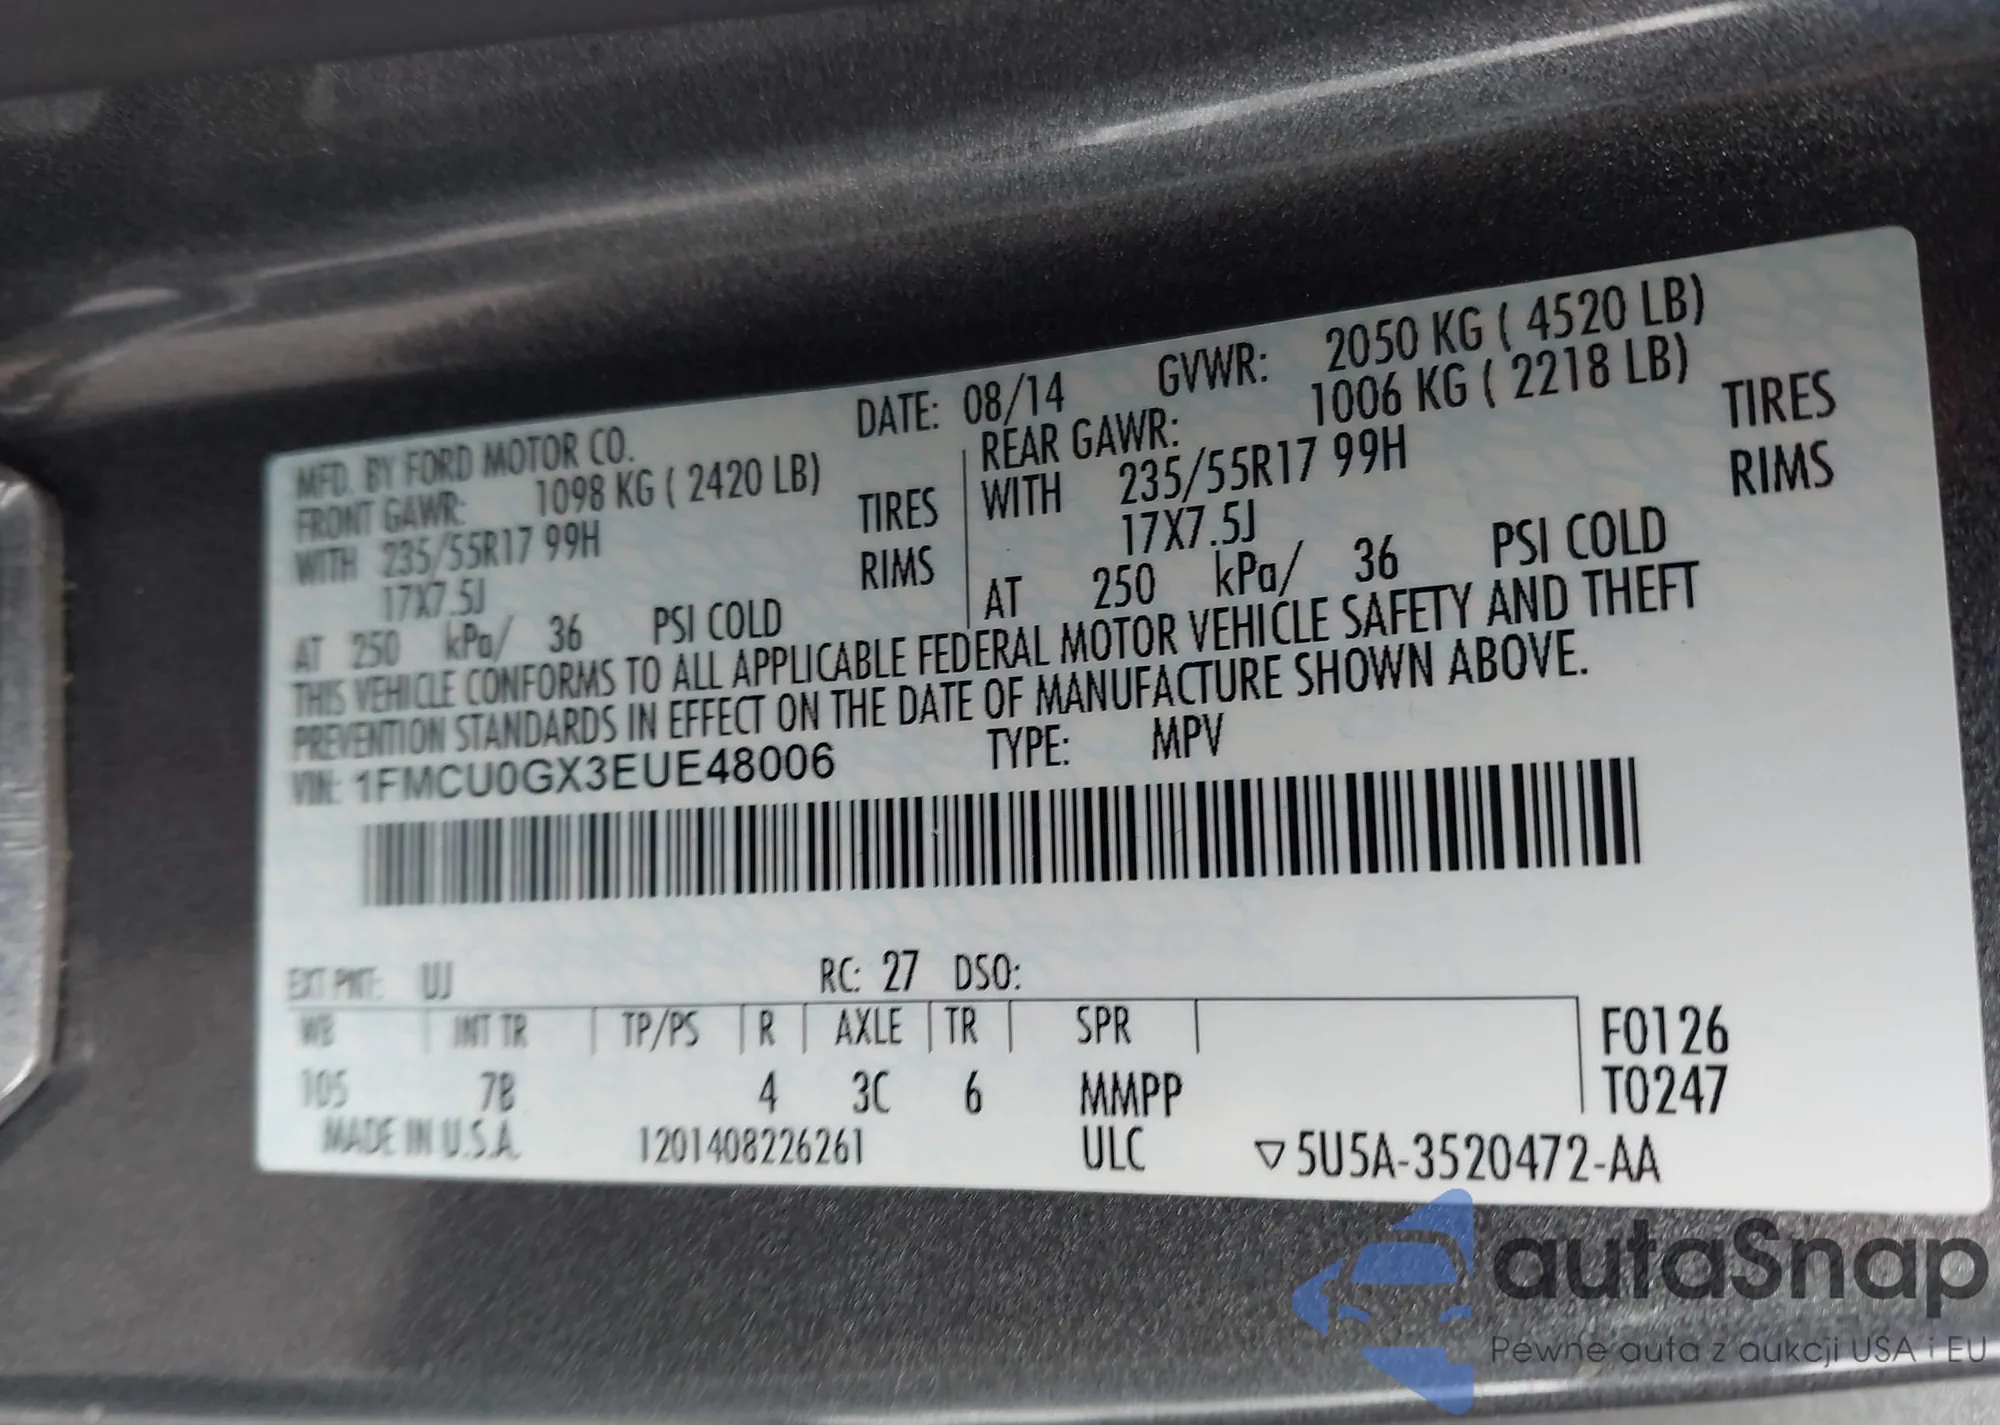 MFD. BY FORD MOTOR CO. DATE: 08/14 GVWR: 2050 KG ( 4520 LB)
FRONT GAWR: 1098 KG ( 2420 LB) REAR GAWR: 1006 KG ( 2218 LB)
WITH 235/55R17 99H TIRES WITH 235/55R17 99H TIRES
17X7.5J RIMS 17X7.5J RIMS
AT 250 kPa/ 36 PSI COLD AT 250 kPa/ 36 PSI COLD
THIS VEHICLE CONFORMS TO ALL APPLICABLE FEDERAL MOTOR VEHICLE SAFETY AND THEFT
PREVENTION STANDARDS IN EFFECT ON THE DATE OF MANUFACTURE SHOWN ABOVE.
VIN: 1FMCU0GX3EUE48006 TYPE: MPV
EXT PNT: UJ RC: 27 DSO:
WB INT TR TP/PS R AXLE TR SPR F0126
105 7B 4 3C 6 MMPP T0247
MADE IN U.S.A. 1201408226261 ULC ▽5U5A-3520472-AA
autaSnap
Pewne auta z aukcji USA i EU